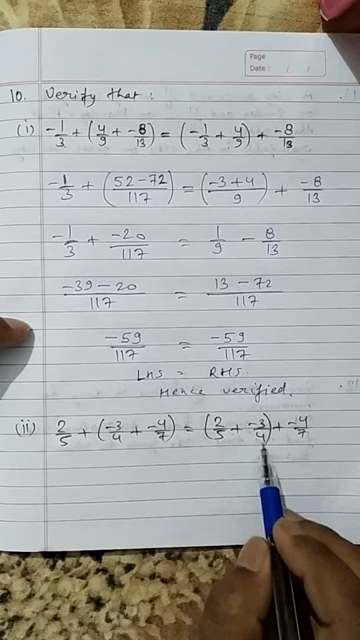 Page
Date : / /
10. Verify that :
(i) -1/3 + (4/9 + -8/13) = (-1/3 + 4/9) + -8/13
-1/3 + (52-72/117) = (-3+4/9) + -8/13
-1/3 + -20/117 = 1/9 - 8/13
-39-20/117 = 13-72/117
-59/117 = -59/117
LHS = RHS.
Hence verified.
(ii) 2/5 + (-3/4 + -4/7) = (2/5 + -3/4) + -4/7